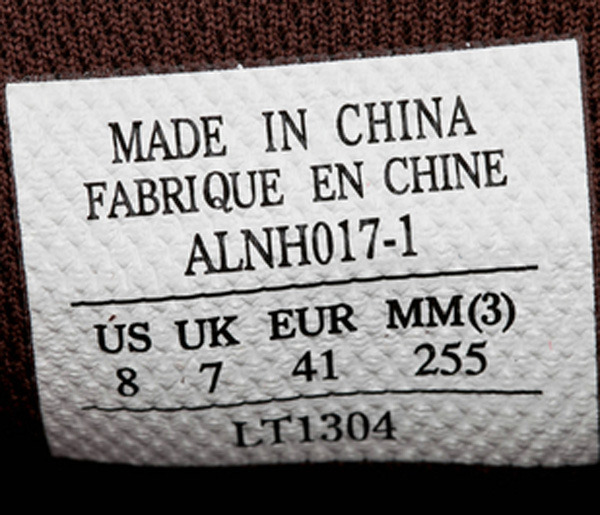 MADE IN CHINA
FABRIQUE EN CHINE
ALNH017-1
US UK EUR MM(3)
8 7 41 255
LT1304